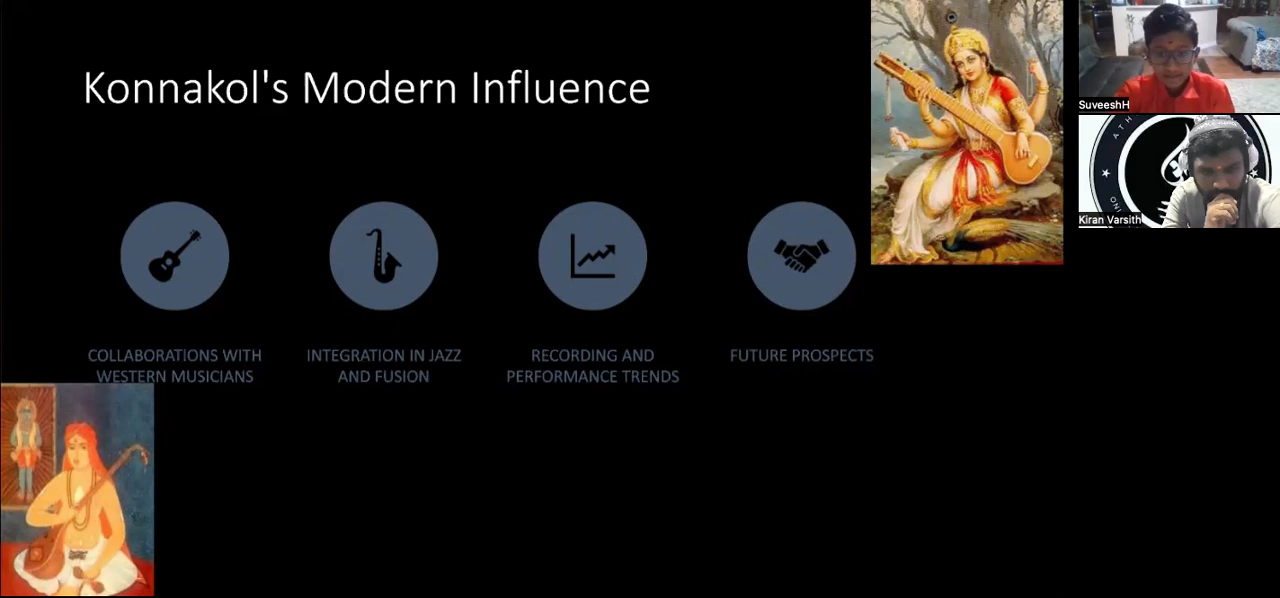 Konnakol's Modern Influence
COLLABORATIONS WITH
WESTERN MUSICIANS
INTEGRATION IN JAZZ
AND FUSION
RECORDING AND
PERFORMANCE TRENDS
FUTURE PROSPECTS
SuveeshH
ATH
Kiran Varsith